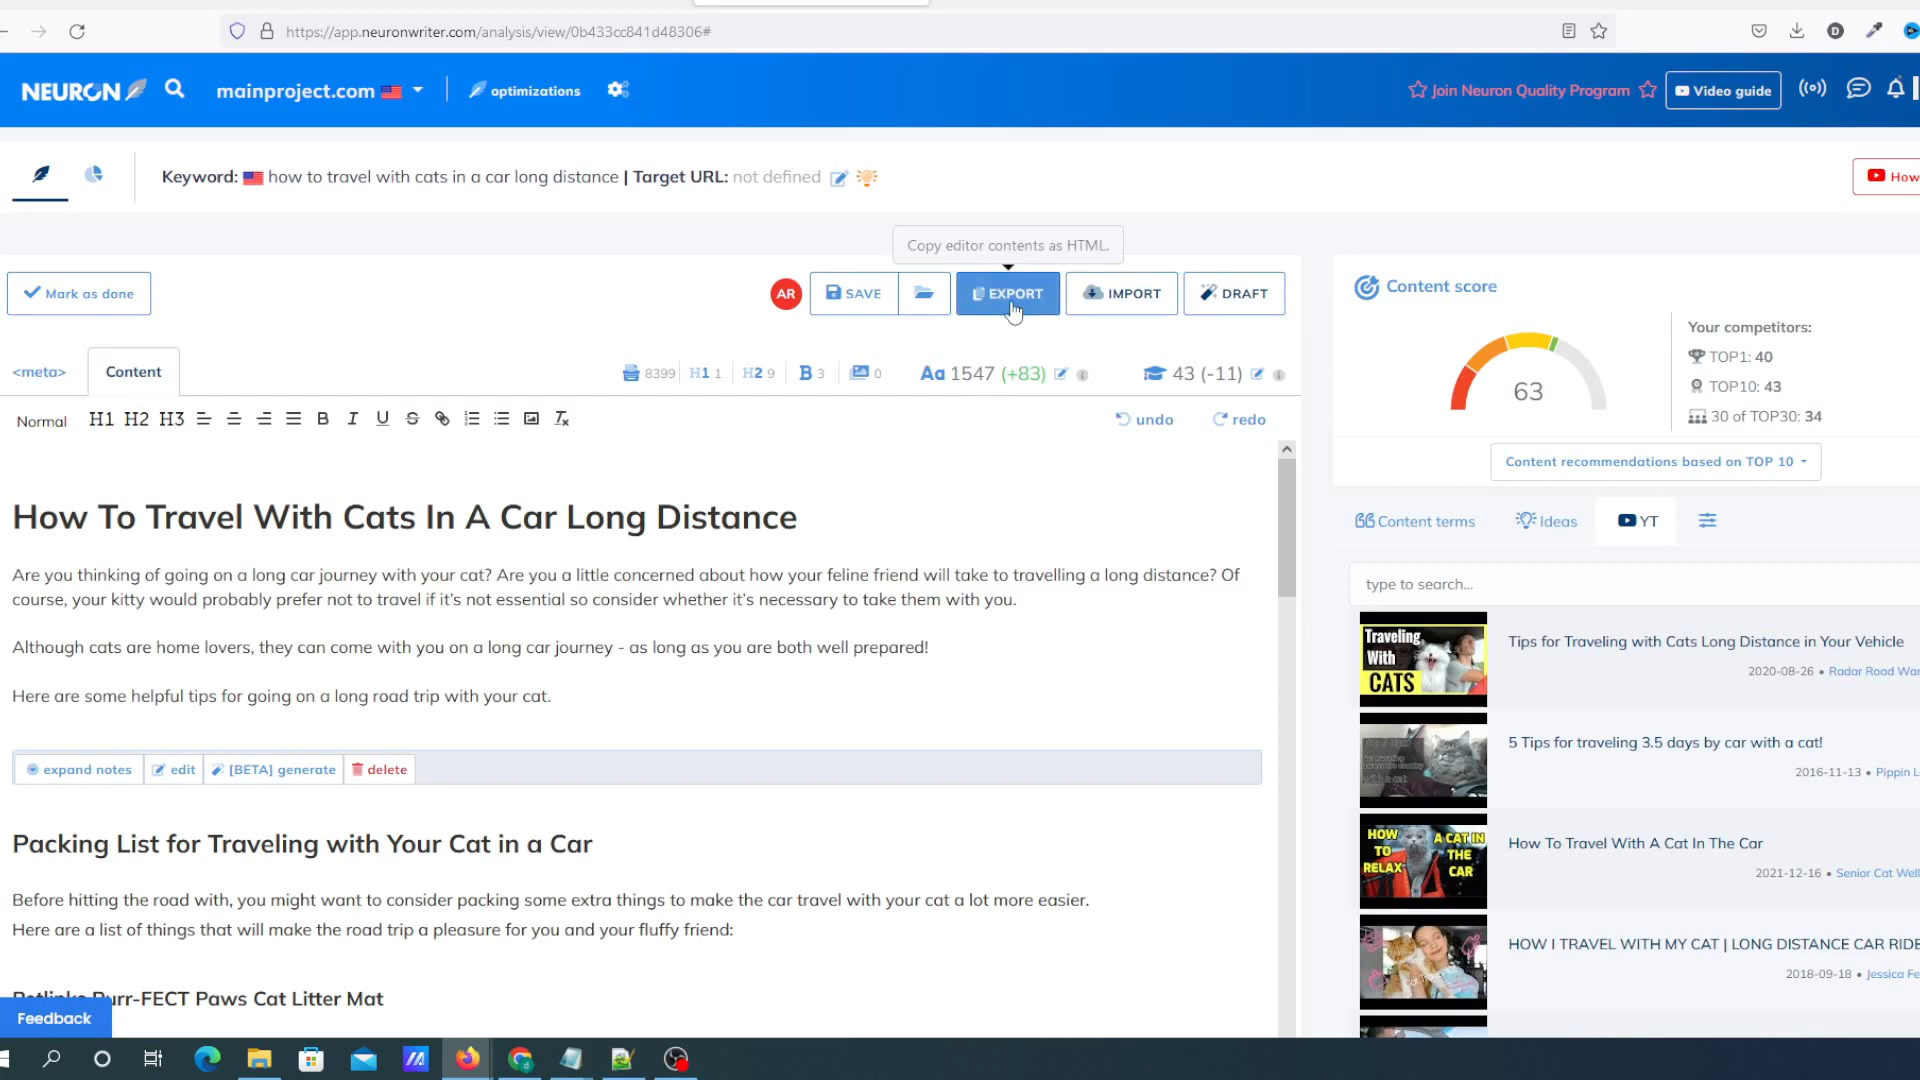 https://app.neuronwriter.com/analysis/view/0b433cc841d48306#
NEURON mainproject.com optimizations Join Neuron Quality Program Video guide
Keyword: how to travel with cats in a car long distance | Target URL: not defined How
Copy editor contents as HTML.
Mark as done AR SAVE EXPORT IMPORT DRAFT
<meta> Content 8399 H1 1 H2 9 B 3 0 Aa 1547 (+83) 43 (-11)
Normal H1 H2 H3 B I U S undo redo
How To Travel With Cats In A Car Long Distance
Are you thinking of going on a long car journey with your cat? Are you a little concerned about how your feline friend will take to travelling a long distance? Of
course, your kitty would probably prefer not to travel if it's not essential so consider whether it's necessary to take them with you.
Although cats are home lovers, they can come with you on a long car journey - as long as you are both well prepared!
Here are some helpful tips for going on a long road trip with your cat.
expand notes edit [BETA] generate delete
Packing List for Traveling with Your Cat in a Car
Before hitting the road with, you might want to consider packing some extra things to make the car travel with your cat a lot more easier.
Here are a list of things that will make the road trip a pleasure for you and your fluffy friend:
Purr-FECT Paws Cat Litter Mat
Feedback
Content score
63
Your competitors:
TOP1: 40
TOP10: 43
30 of TOP30: 34
Content recommendations based on TOP 10
Content terms Ideas YT
type to search...
Traveling
With
CATS
Tips for Traveling with Cats Long Distance in Your Vehicle
2020-08-26 • Radar Road
5 Tips for traveling 3.5 days by car with a cat!
2016-11-13 • Pippin
HOW TO RELAX A CAT IN THE CAR
How To Travel With A Cat In The Car
2021-12-16 • Senior Cat Well
HOW I TRAVEL WITH MY CAT | LONG DISTANCE CAR RIDE
2018-09-18 • Jessica